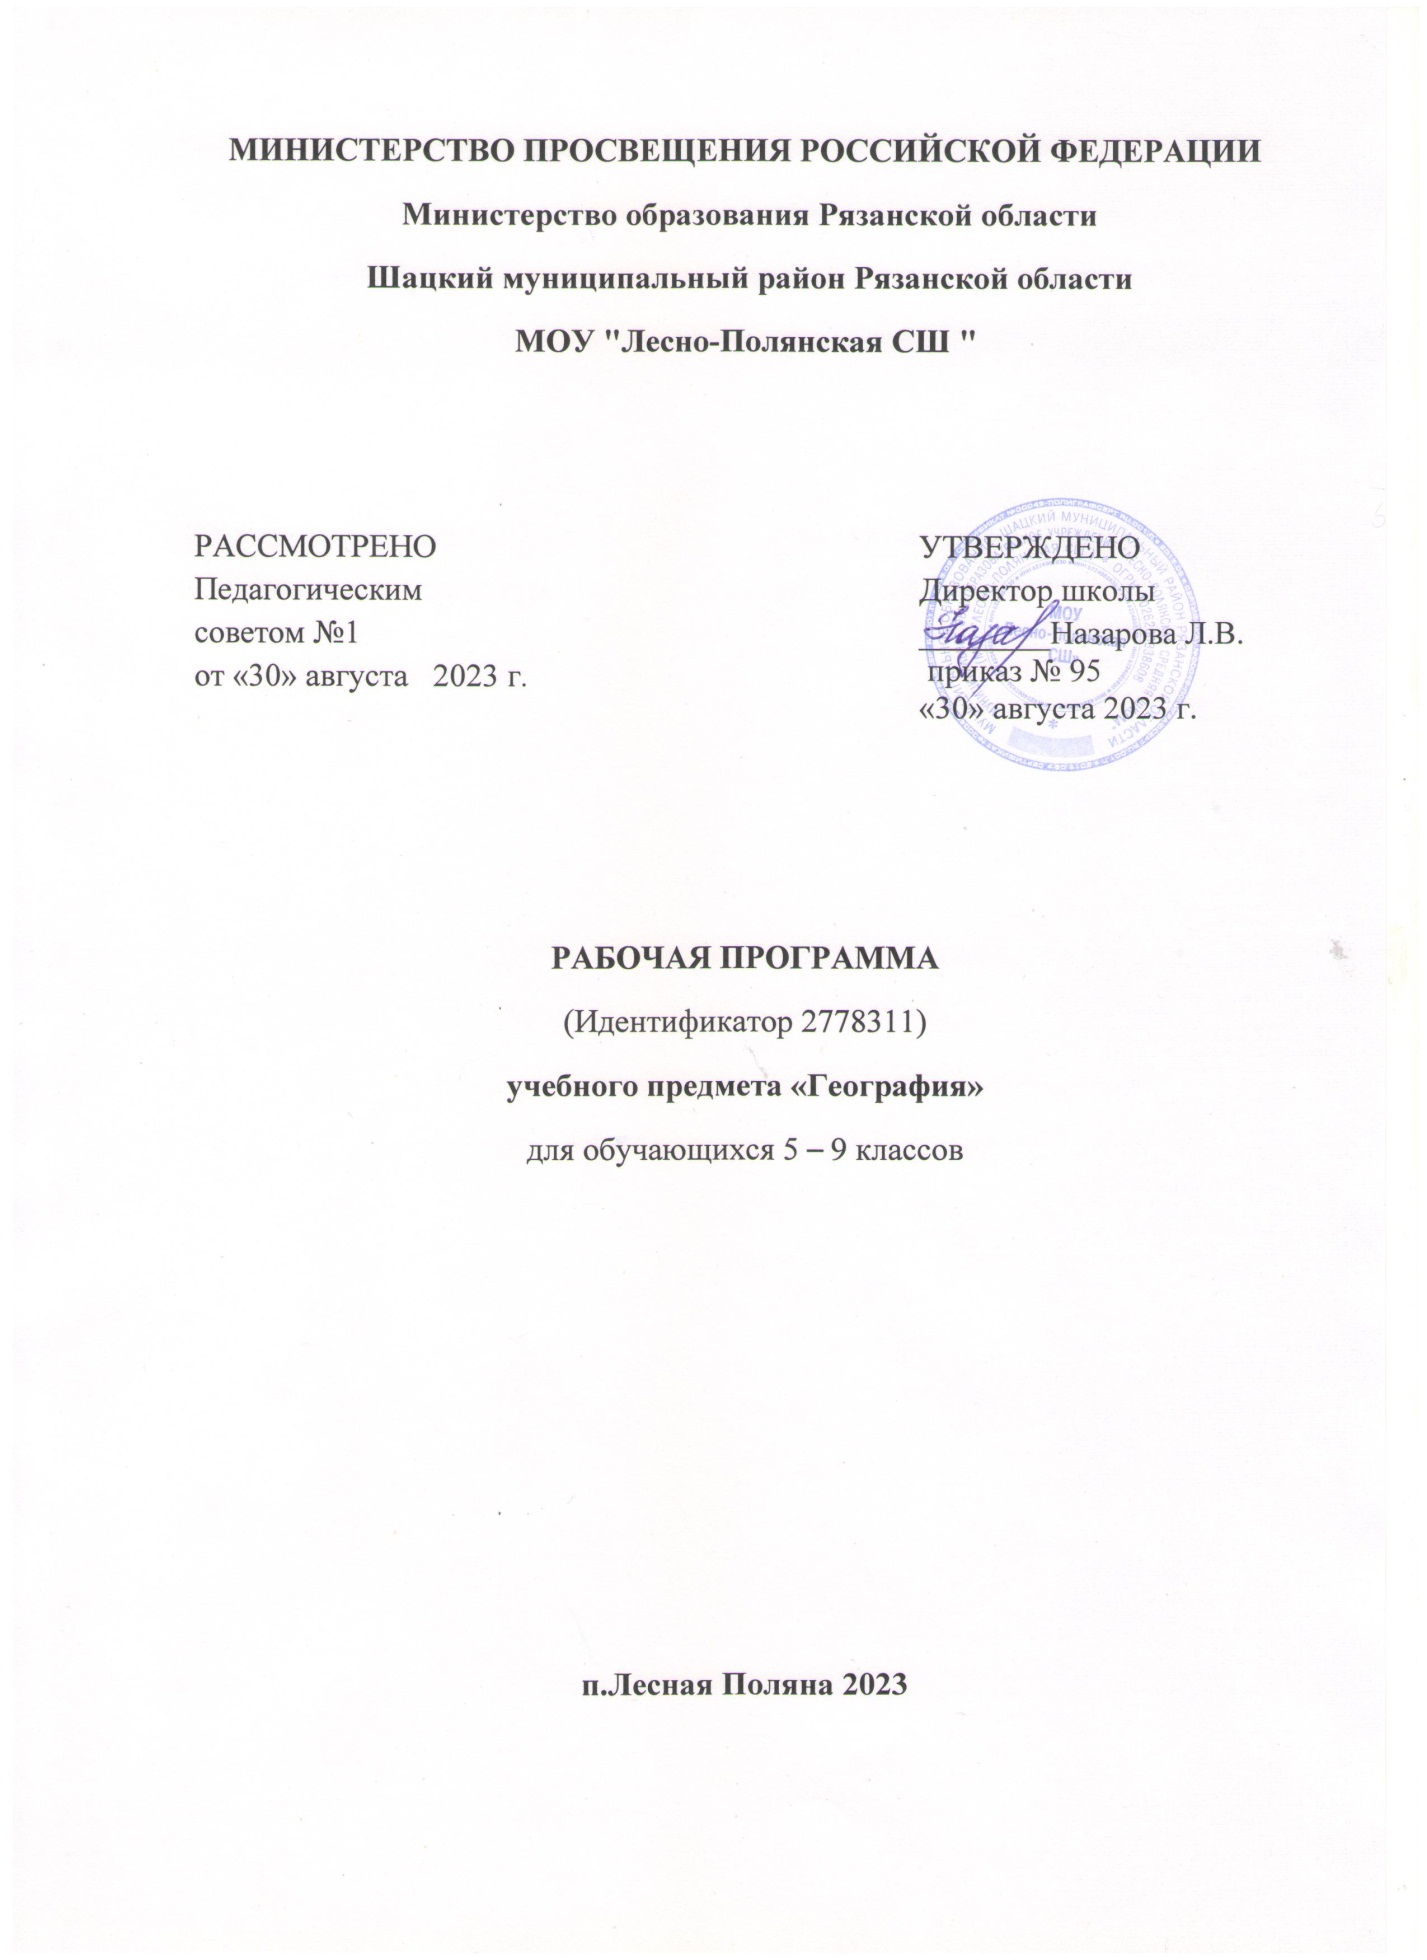 МИНИСТЕРСТВО ПРОСВЕЩЕНИЯ РОССИЙСКОЙ ФЕДЕРАЦИИ
Министерство образования Рязанской области
Шацкий муниципальный район Рязанской области
МОУ "Лесно-Полянская СШ "
РАССМОТРЕНО
Педагогическим
советом №1
от «30» августа 2023 г.
УТВЕРЖДЕНО
Директор школы
Назарова Л.В.
приказ № 95
«30» августа 2023 г.
МОУ
СШ»
РАБОЧАЯ ПРОГРАММА
(Идентификатор 2778311)
учебного предмета «География»
для обучающихся 5 – 9 классов
п.Лесная Поляна 2023